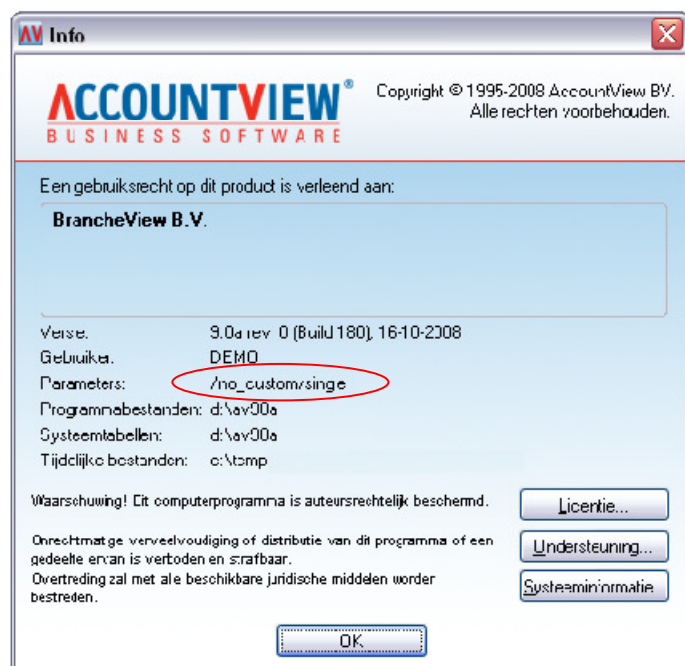 AV Info
ACCOUNTVIEW®
BUSINESS SOFTWARE
Copyright © 1995-2008 AccountView BV.
Alle rechten voorbehouden.
Een gebruiksrecht op dit product is verleend aan:
BrancheView B.V.
Versie: 9.0a rev. 0 (Build 180), 16-10-2008
Gebruiker: DEMO
Parameters: /no_custom/single
Programmabestanden: d:\av90a
Systeemtabellen: d:\av90a
Tijdelijke bestanden: c:\temp
Waarschuwing! Dit computerprogramma is auteursrechtelijk beschermd.
Onrechtmatige verveelvoudiging of distributie van dit programma of een
gedeelte ervan is verboden en strafbaar.
Overtreding zal met alle beschikbare juridische middelen worden
bestreden.
Licentie...
Ondersteuning...
Systeeminformatie
OK